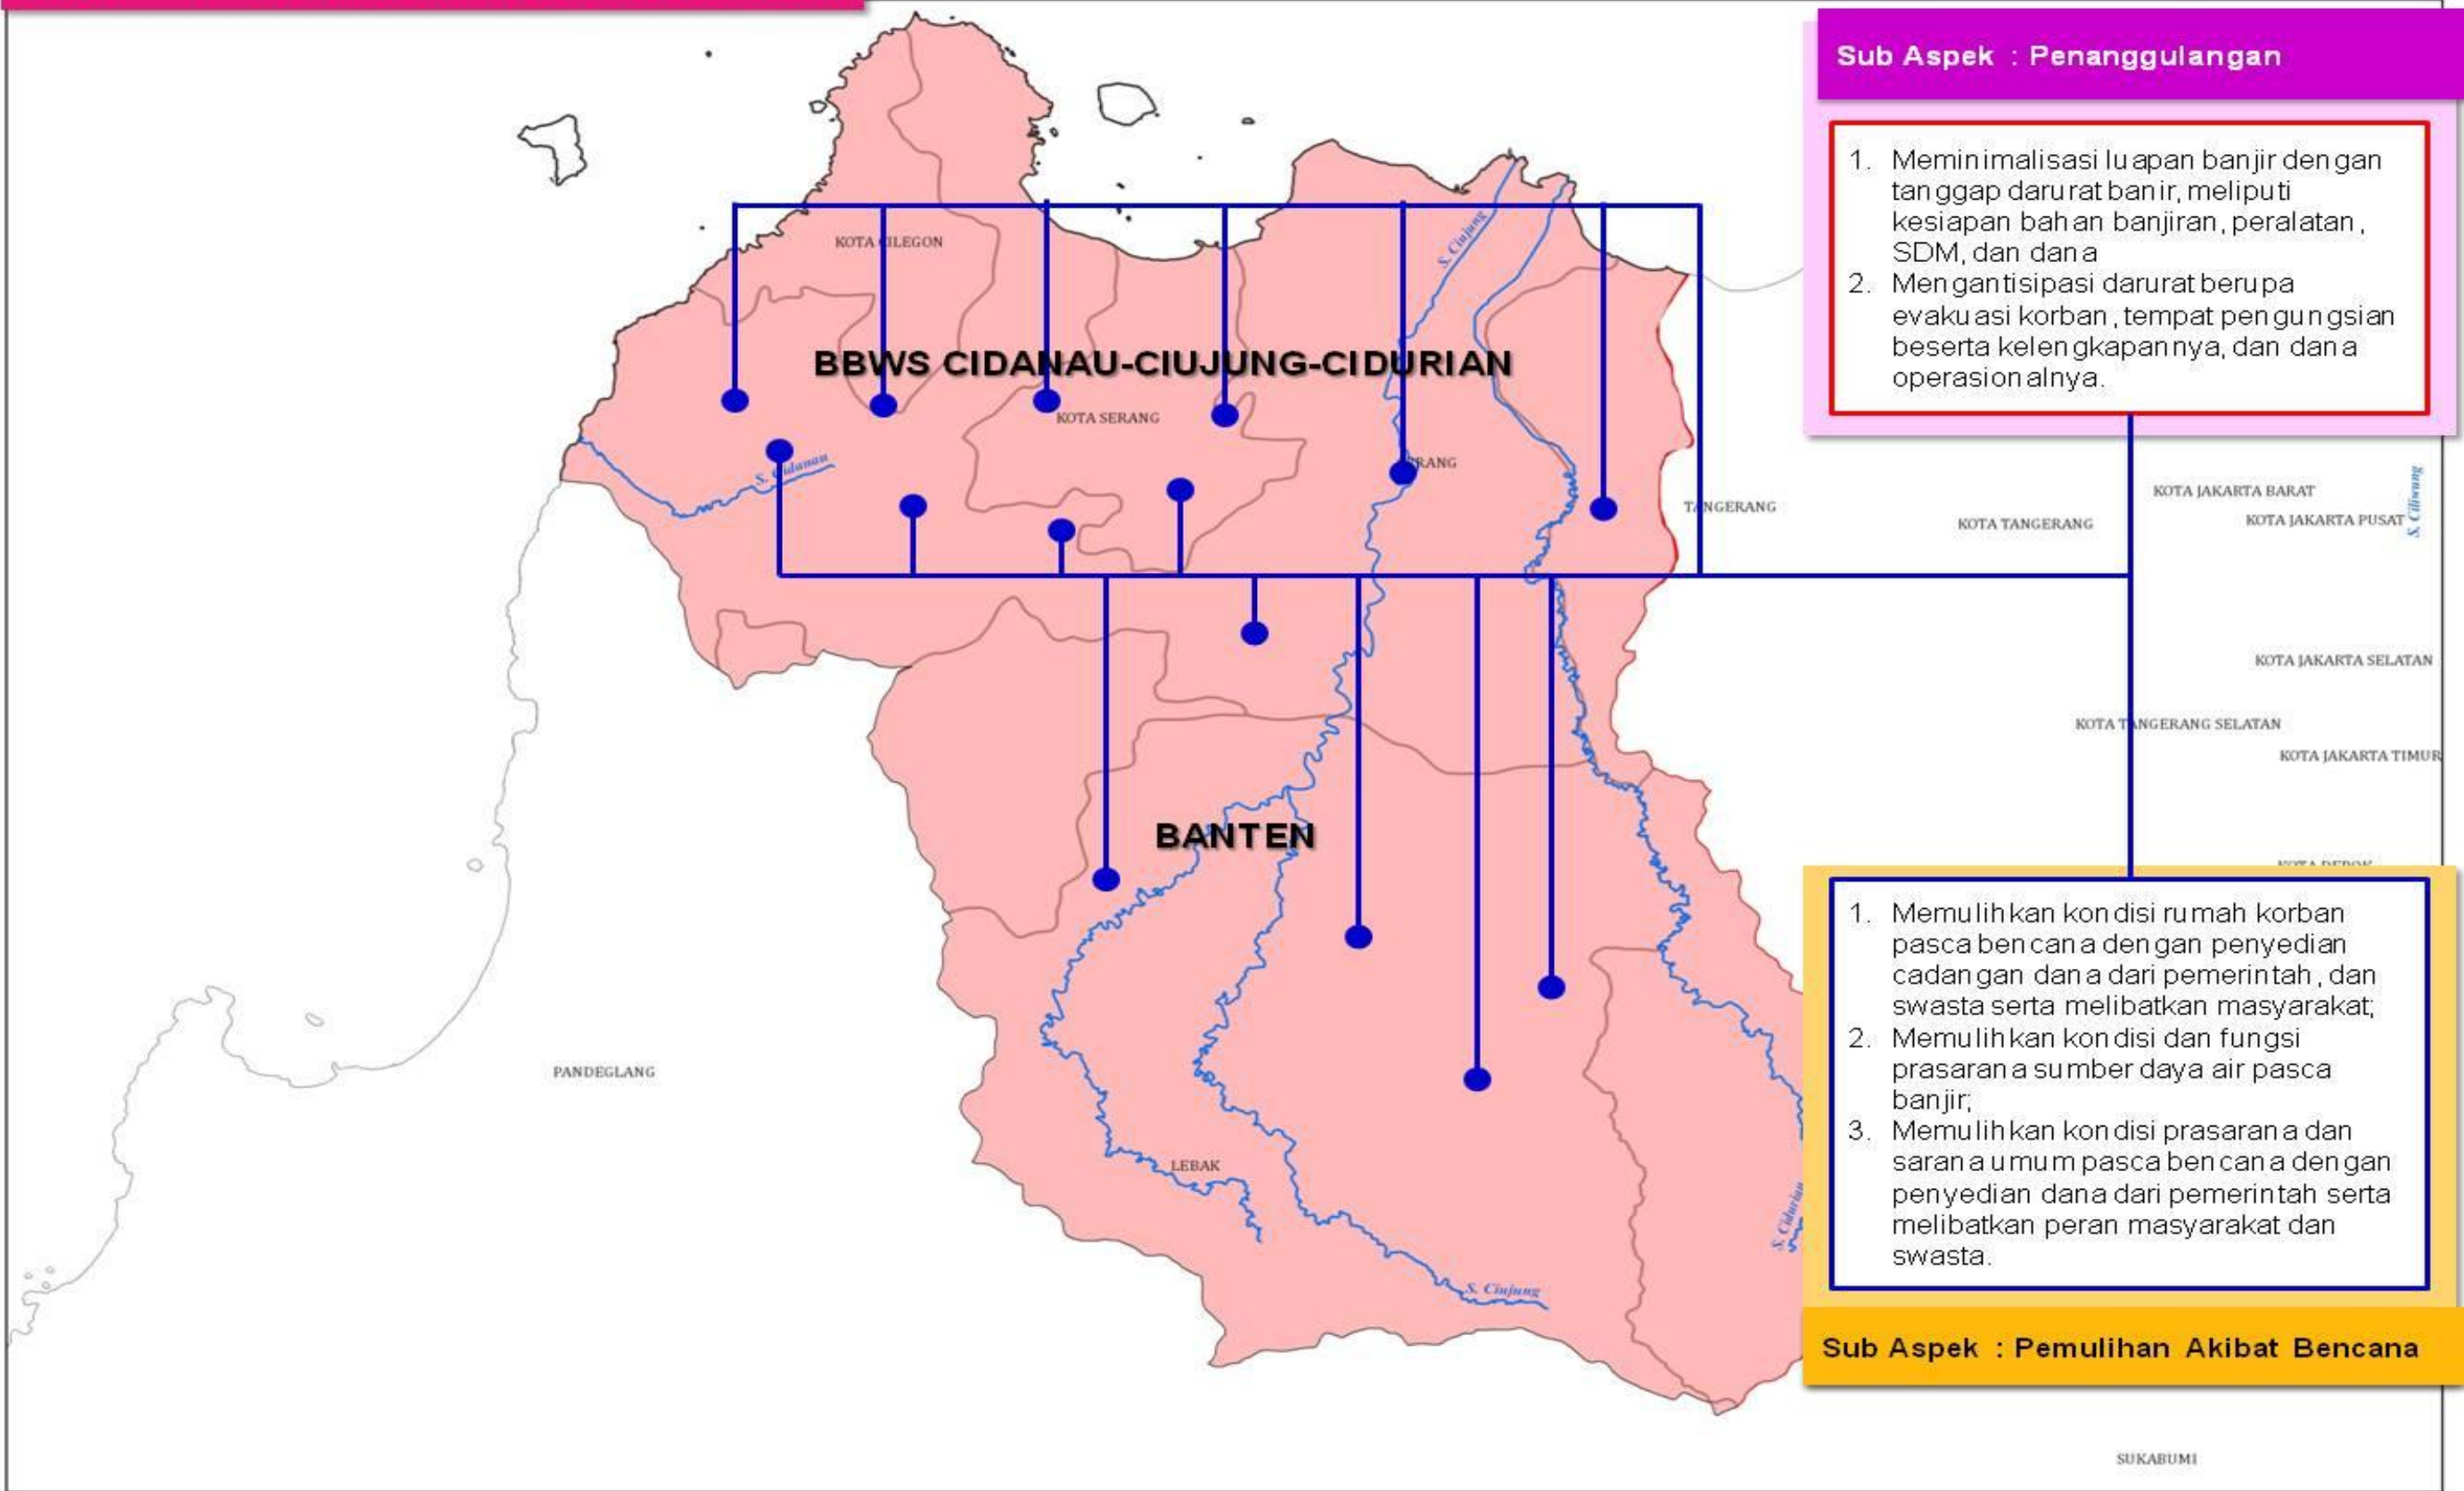 Sub Aspek : Penanggulangan
1. Meminimalisasi luapan banjir dengan
tanggap darurat banir, meliputi
kesiapan bahan banjiran, peralatan,
SDM, dan dana
2. Mengantisipasi darurat berupa
evakuasi korban, tempat pengungsian
beserta kelengkapannya, dan dana
operasionalnya.
S. Ciujung
KOTA CILEGON
BBWS CIDANAU-CIUJUNG-CIDURIAN
KOTA SERANG
S. Cidanau
TANGERANG
KOTA TANGERANG
KOTA JAKARTA BARAT
KOTA JAKARTA PUSAT
S. Ciliwung
KOTA JAKARTA SELATAN
KOTA TANGERANG SELATAN
KOTA JAKARTA TIMUR
BANTEN
1. Memulihkan kondisi rumah korban
pasca bencana dengan penyedian
cadangan dana dari pemerintah, dan
swasta serta melibatkan masyarakat;
2. Memulihkan kondisi dan fungsi
prasarana sumber daya air pasca
banjir;
3. Memulihkan kondisi prasarana dan
sarana umum pasca bencana dengan
penyedian dana dari pemerintah serta
melibatkan peran masyarakat dan
swasta.
PANDEGLANG
LEBAK
S. Cidurian
S. Ciujung
Sub Aspek : Pemulihan Akibat Bencana
SUKABUMI